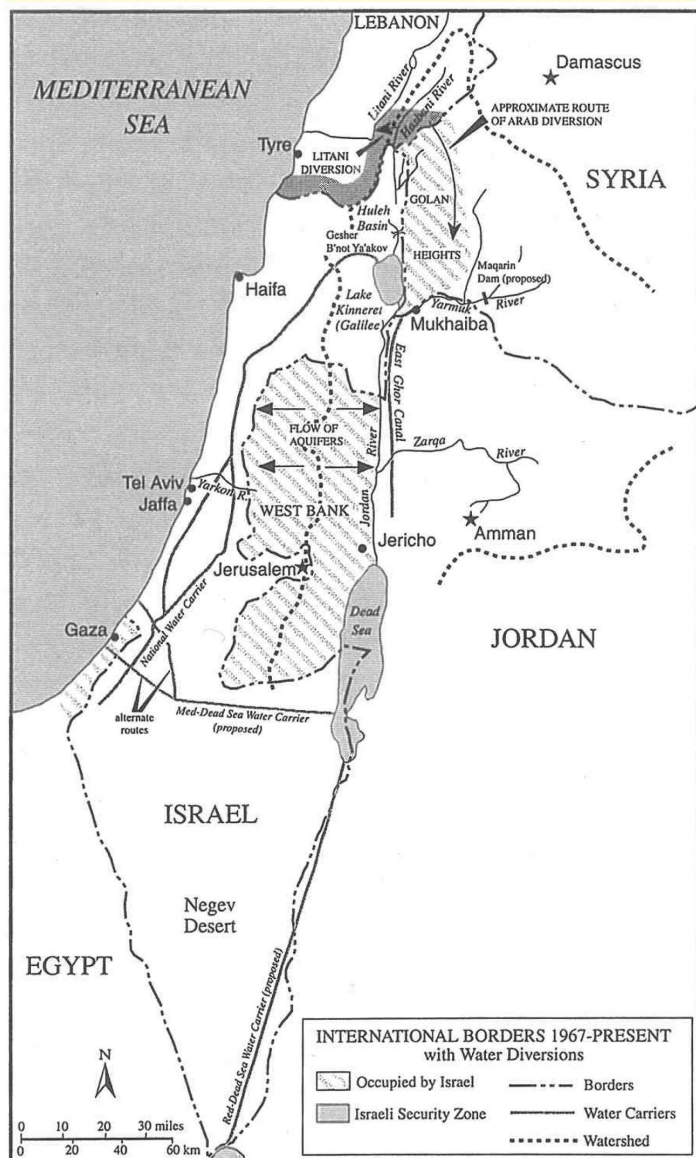 LEBANON
MEDITERRANEAN
SEA
Damascus
Litani River
Hasbani River
APPROXIMATE ROUTE
OF ARAB DIVERSION
Tyre
LITANI
DIVERSION
SYRIA
GOLAN
HEIGHTS
Huleh
Basin
Gesher
B'not Ya'akov
Maqarin
Dam (proposed)
Haifa
Yarmuk
River
Lake
Kinneret
(Galilee)
Mukhaiba
East Ghor Canal
FLOW OF
AQUIFERS
River
Jordan
Zarqa
River
Tel Aviv
Jaffa
Yarkon R.
WEST BANK
Amman
Jericho
Jerusalem
Dead
Sea
Gaza
National Water Carrier
JORDAN
alternate
routes
Med-Dead Sea Water Carrier
(proposed)
ISRAEL
Negev
Desert
EGYPT
Red-Dead Sea Water Carrier (proposed)
N
0 10 20 30 miles
0 20 40 60 km
INTERNATIONAL BORDERS 1967-PRESENT
with Water Diversions
Occupied by Israel
Borders
Israeli Security Zone
Water Carriers
Watershed